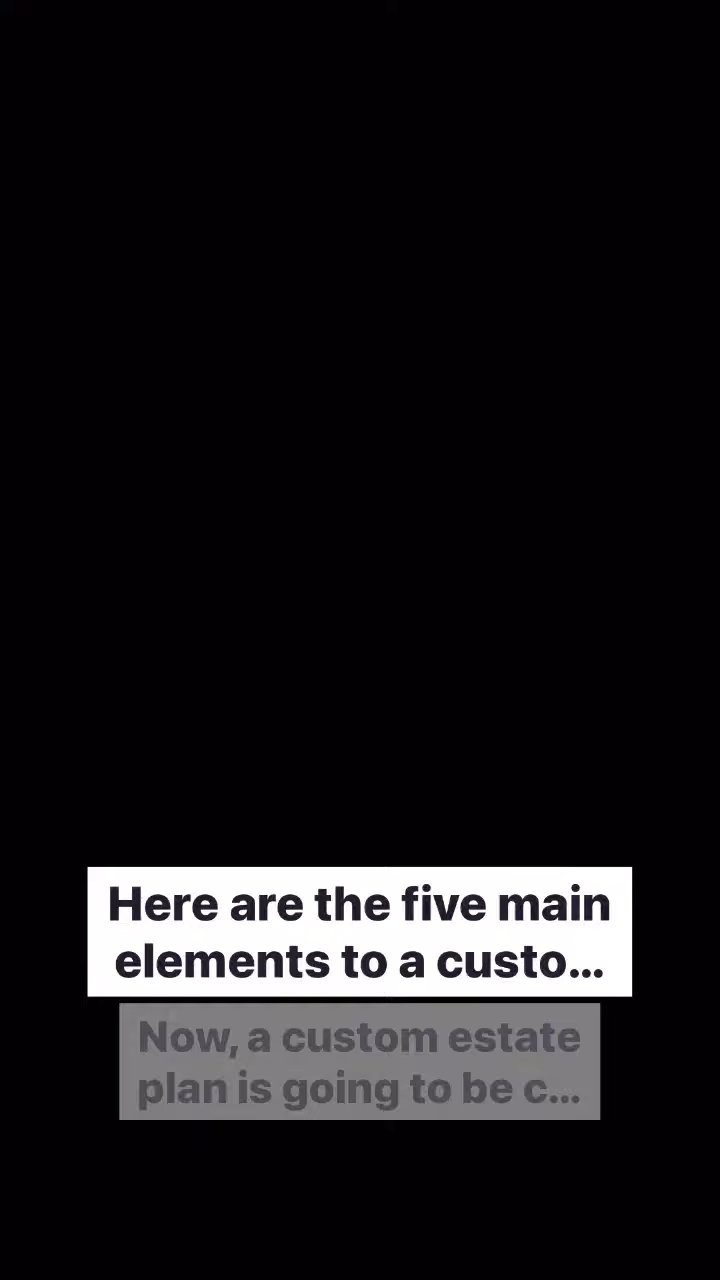 Here are the five main
elements to a custo...
Now, a custom estate
plan is going to be c...